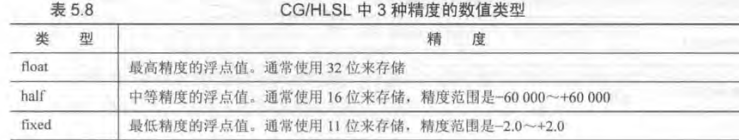 表 5.8 CG/HLSL 中 3 种精度的数值类型
类 型 精 度
float 最高精度的浮点值。通常使用 32 位来存储
half 中等精度的浮点值。通常使用 16 位来存储，精度范围是−60 000～+60 000
fixed 最低精度的浮点值。通常使用 11 位来存储，精度范围是−2.0～+2.0